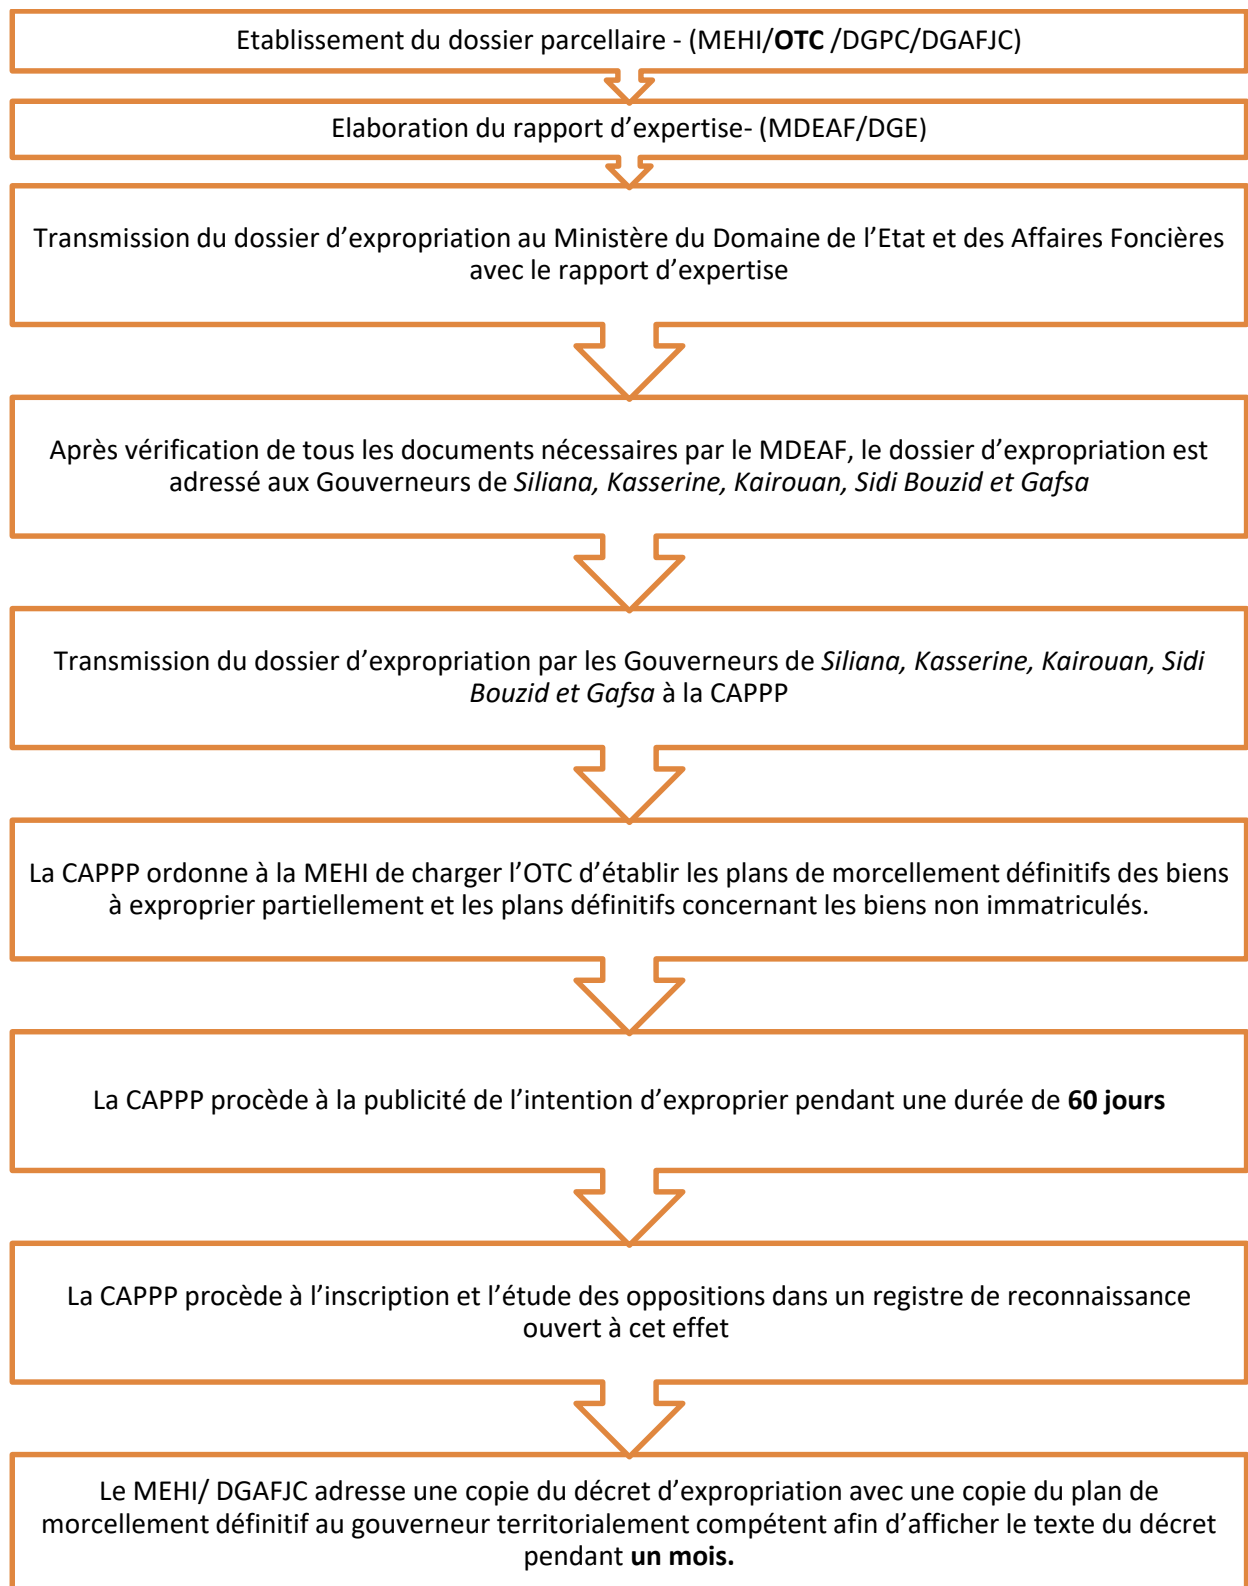 Etablissement du dossier parcellaire - (MEHI/OTC /DGPC/DGAFJC)
Elaboration du rapport d’expertise- (MDEAF/DGE)
Transmission du dossier d’expropriation au Ministère du Domaine de l’Etat et des Affaires Foncières
avec le rapport d’expertise
Après vérification de tous les documents nécessaires par le MDEAF, le dossier d’expropriation est
adressé aux Gouverneurs de Siliana, Kasserine, Kairouan, Sidi Bouzid et Gafsa
Transmission du dossier d’expropriation par les Gouverneurs de Siliana, Kasserine, Kairouan, Sidi
Bouzid et Gafsa à la CAPPP
La CAPPP ordonne à la MEHI de charger l’OTC d’établir les plans de morcellement définitifs des biens
à exproprier partiellement et les plans définitifs concernant les biens non immatriculés.
La CAPPP procède à la publicité de l’intention d’exproprier pendant une durée de 60 jours
La CAPPP procède à l’inscription et l’étude des oppositions dans un registre de reconnaissance
ouvert à cet effet
Le MEHI/ DGAFJC adresse une copie du décret d’expropriation avec une copie du plan de
morcellement définitif au gouverneur territorialement compétent afin d’afficher le texte du décret
pendant un mois.